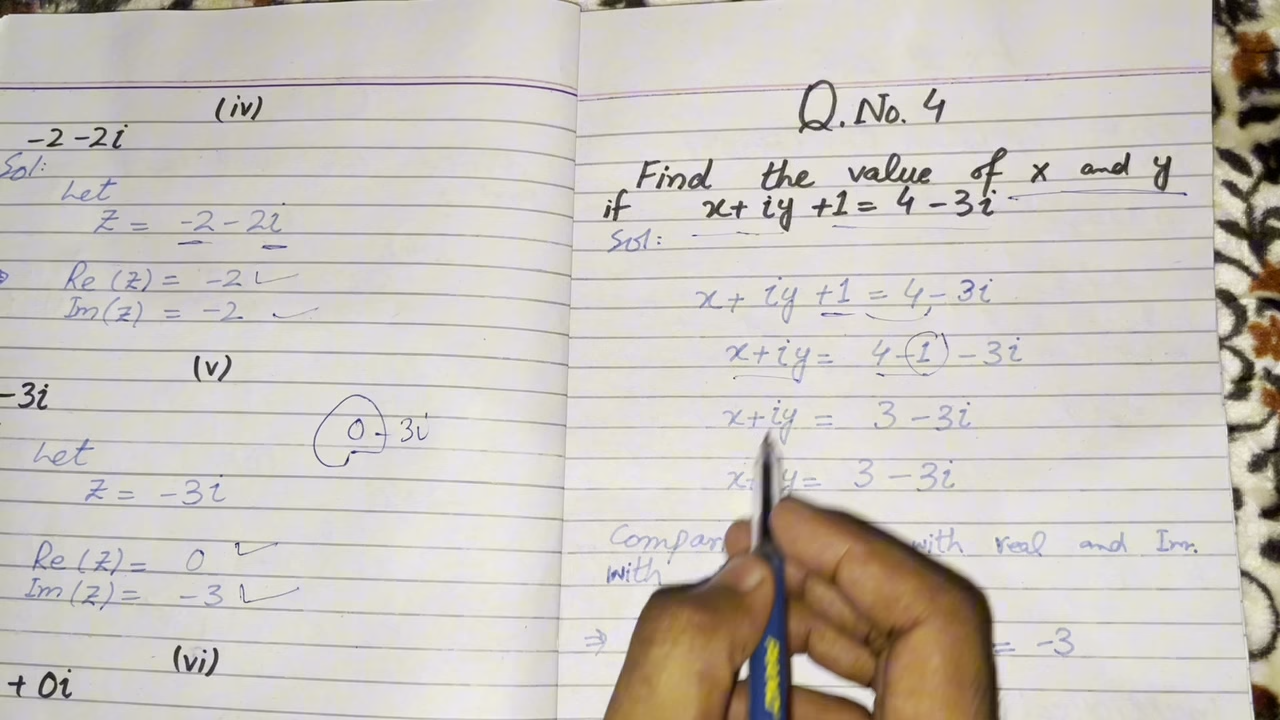 (iv)
-2 -2i
Sol:
Let
Z = -2 - 2i
Re (Z) = -2
Im (Z) = -2
(v)
-3i
0 - 3i
Let
Z = -3i
Re (Z) = 0
Im (Z) = -3
(vi)
+ 0i
Q. No. 4
Find the value of x and y
if x + iy + 1 = 4 - 3i
Sol:
x + iy + 1 = 4 - 3i
x + iy = 4 - 1 - 3i
x + iy = 3 - 3i
y = 3 - 3i
with real and Im.
with
⇒ = -3